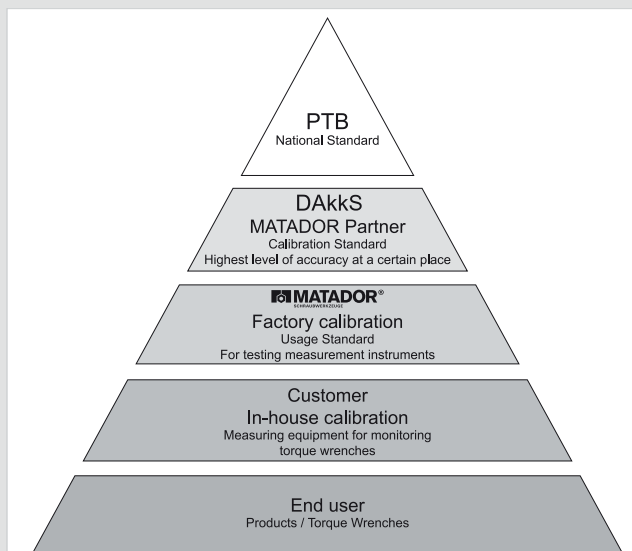 PTB
National Standard
DAkkS
MATADOR Partner
Calibration Standard
Highest level of accuracy at a certain place
MATADOR®
SCHRAUBWERKZEUGE
Factory calibration
Usage Standard
For testing measurement instruments
Customer
In-house calibration
Measuring equipment for monitoring
torque wrenches
End user
Products / Torque Wrenches